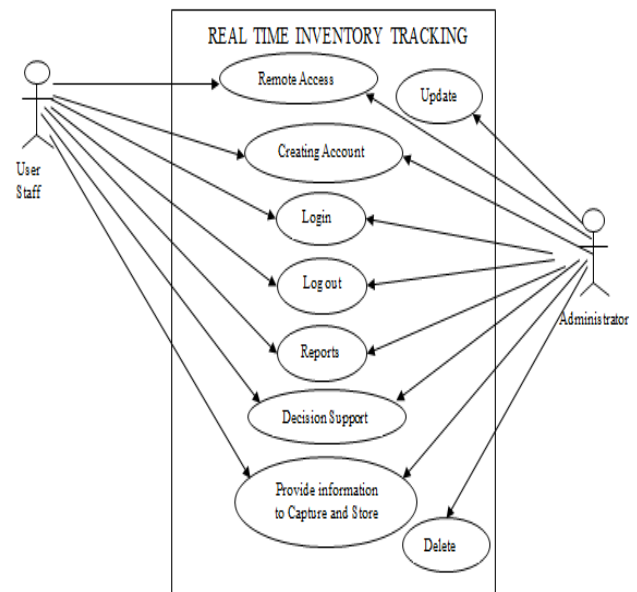 REAL TIME INVENTORY TRACKING
Remote Access
Update
User
Staff
Creating Account
Login
Log out
Administrator
Reports
Decision Support
Provide information
to Capture and Store
Delete